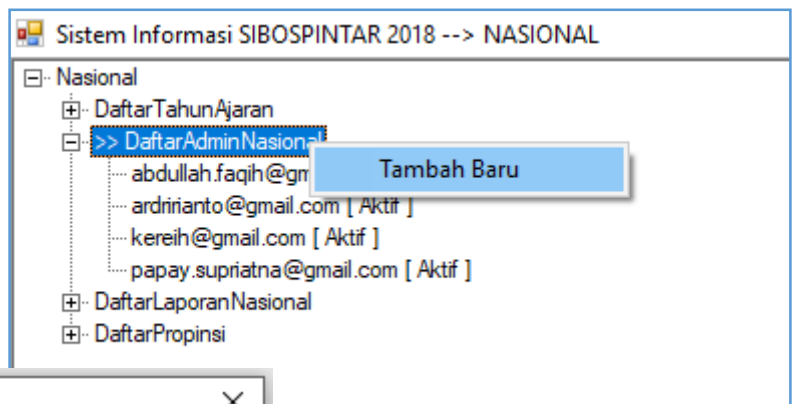 Sistem Informasi SIBOSPINTAR 2018 --> NASIONAL
Nasional
DaftarTahunAjaran
>> DaftarAdminNasional
Tambah Baru
abdullah.faqih@gm
ardririanto@gmail.com [ Aktif ]
kereih@gmail.com [ Aktif ]
papay.supriatna@gmail.com [ Aktif ]
DaftarLaporanNasional
DaftarPropinsi